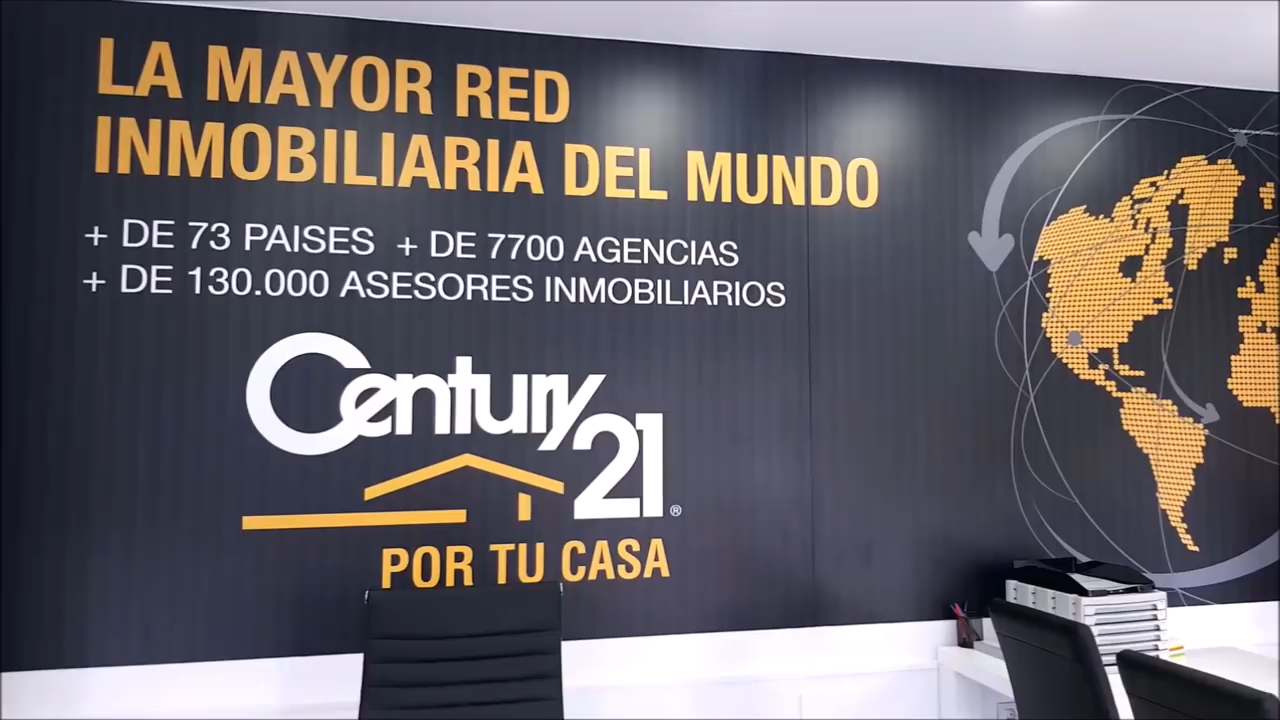 LA MAYOR RED
INMOBILIARIA DEL MUNDO
+ DE 73 PAISES + DE 7700 AGENCIAS
+ DE 130.000 ASESORES INMOBILIARIOS
Century
21®
POR TU CASA